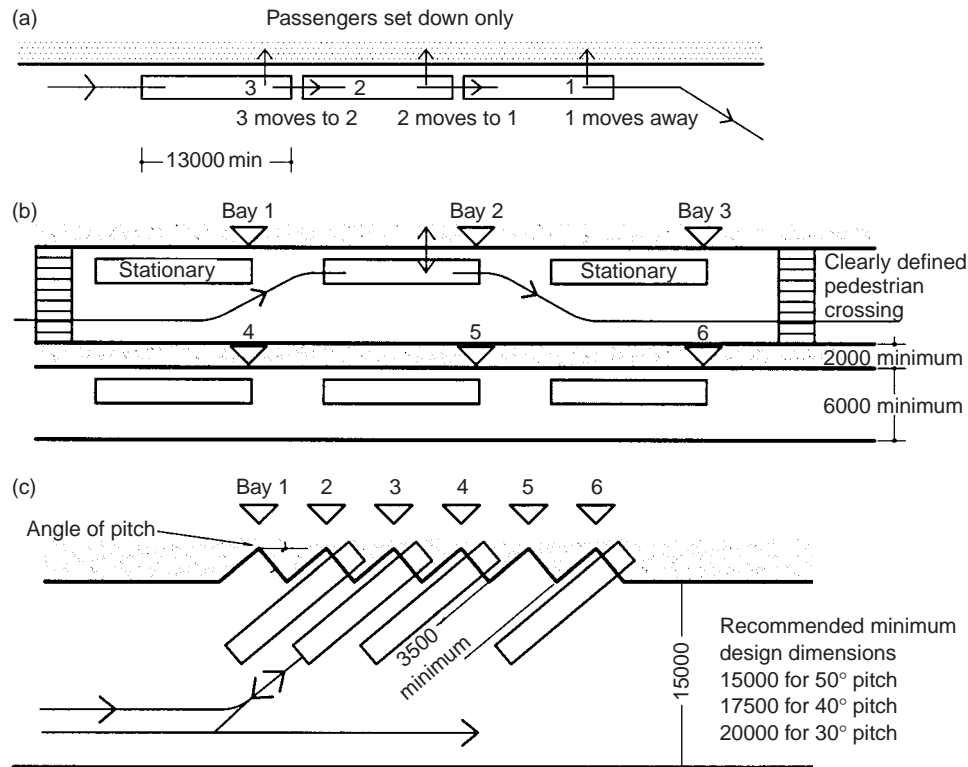 (a)
Passengers set down only
3 2 1
3 moves to 2 2 moves to 1 1 moves away
13000 min
(b)
Bay 1 Bay 2 Bay 3
Stationary Stationary
Clearly defined
pedestrian
crossing
4 5 6
2000 minimum
6000 minimum
(c)
Bay 1 2 3 4 5 6
Angle of pitch
3500
minimum
15000
Recommended minimum
design dimensions
15000 for 50° pitch
17500 for 40° pitch
20000 for 30° pitch